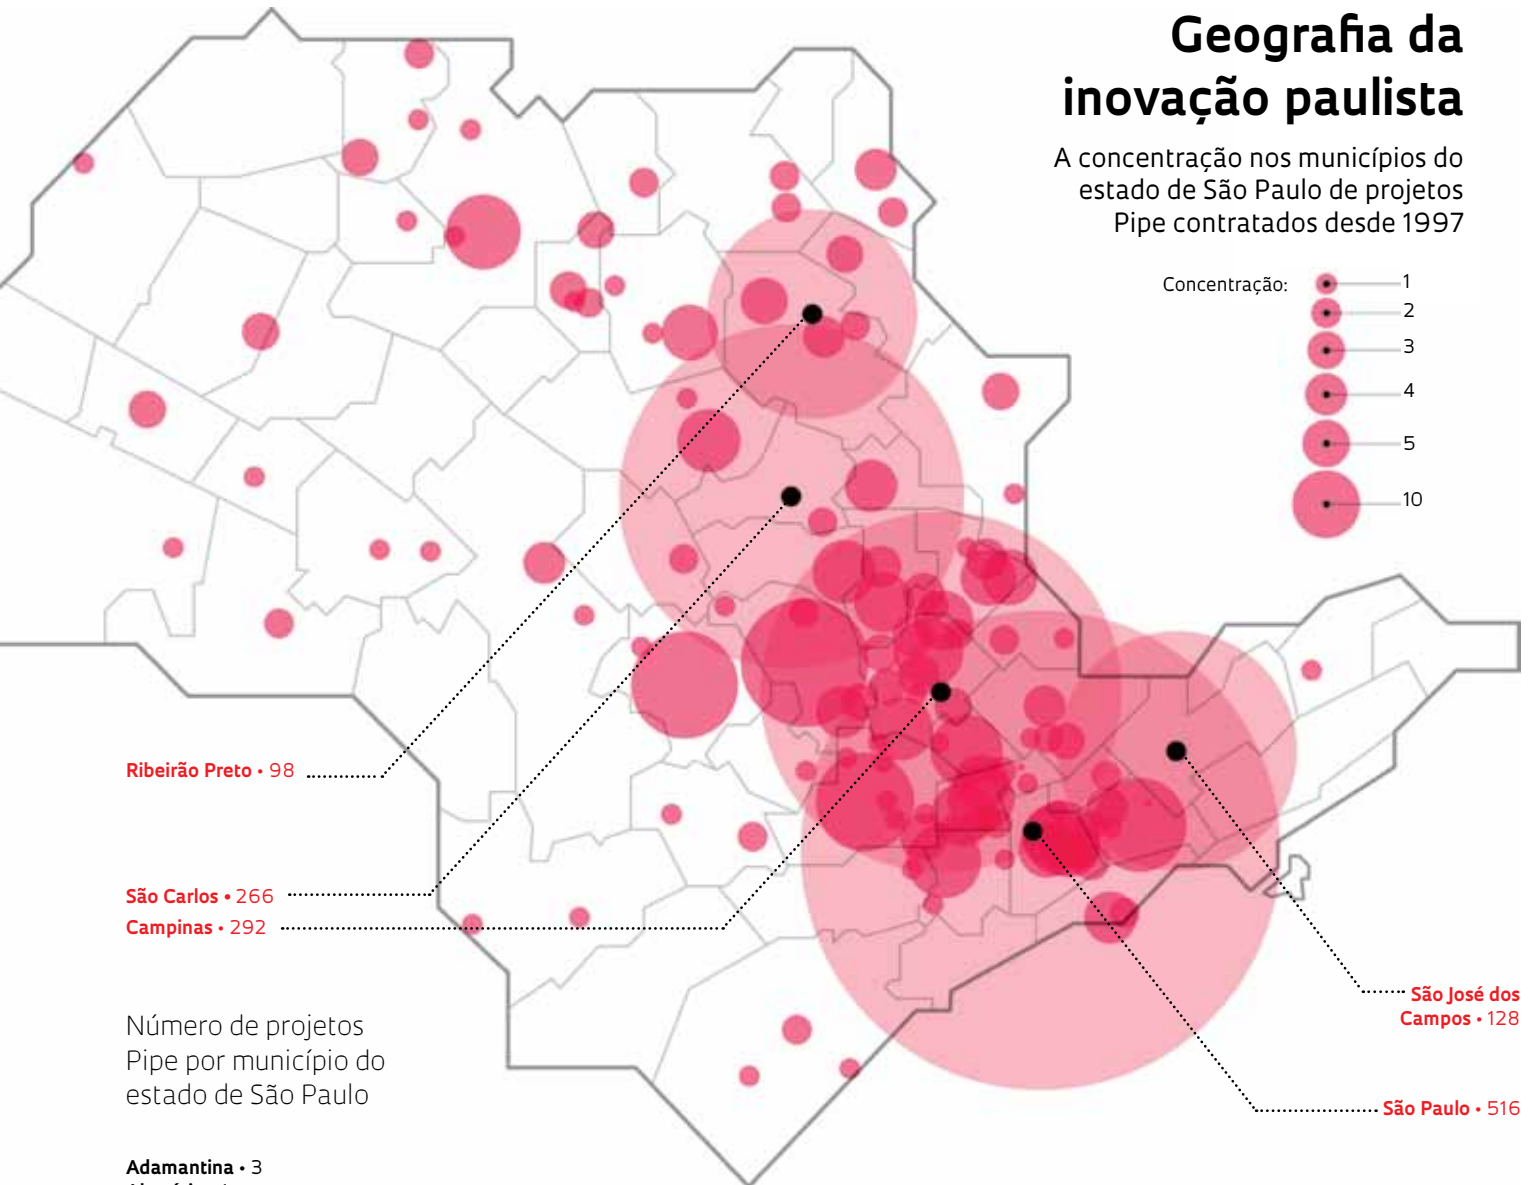 Geografia da
inovação paulista
A concentração nos municípios do
estado de São Paulo de projetos
Pipe contratados desde 1997
Concentração:
1
2
3
4
5
10
Ribeirão Preto • 98
São Carlos • 266
Campinas • 292
São José dos
Campos • 128
São Paulo • 516
Número de projetos
Pipe por município do
estado de São Paulo
Adamantina • 3